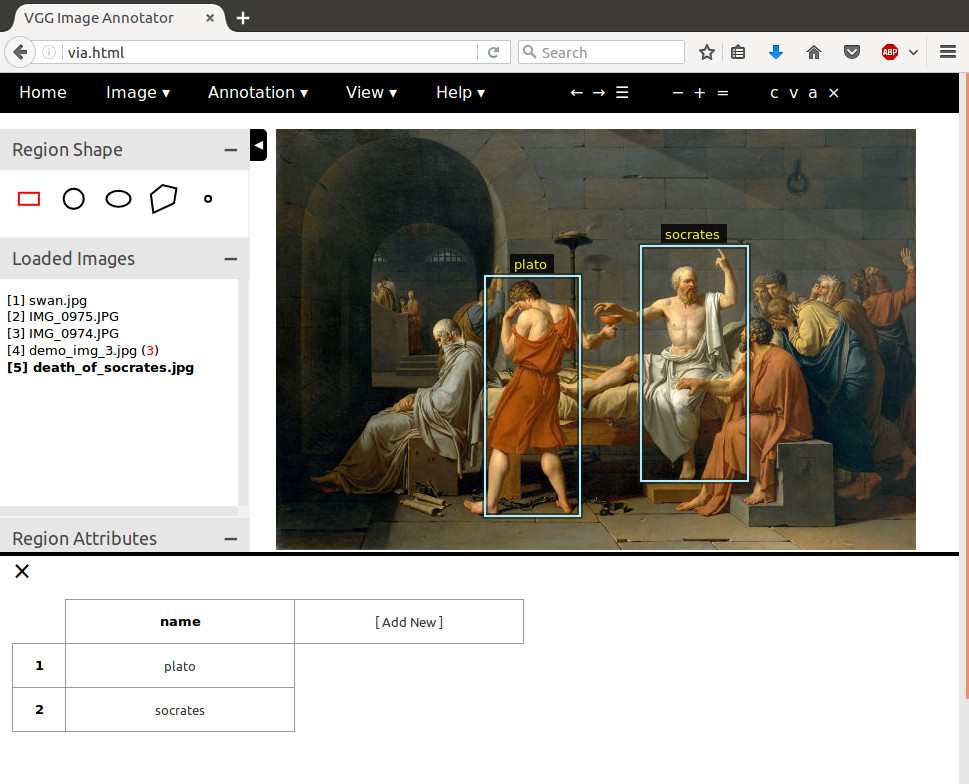 VGG Image Annotator × +
via.html
Search
ABP
Home Image ▾ Annotation ▾ View ▾ Help ▾ ← → ☰ − + = c v a ×
Region Shape −
Loaded Images −
[1] swan.jpg
[2] IMG_0975.JPG
[3] IMG_0974.JPG
[4] demo_img_3.jpg (3)
[5] death_of_socrates.jpg
socrates
plato
Region Attributes −
×
name [ Add New ]
1 plato
2 socrates